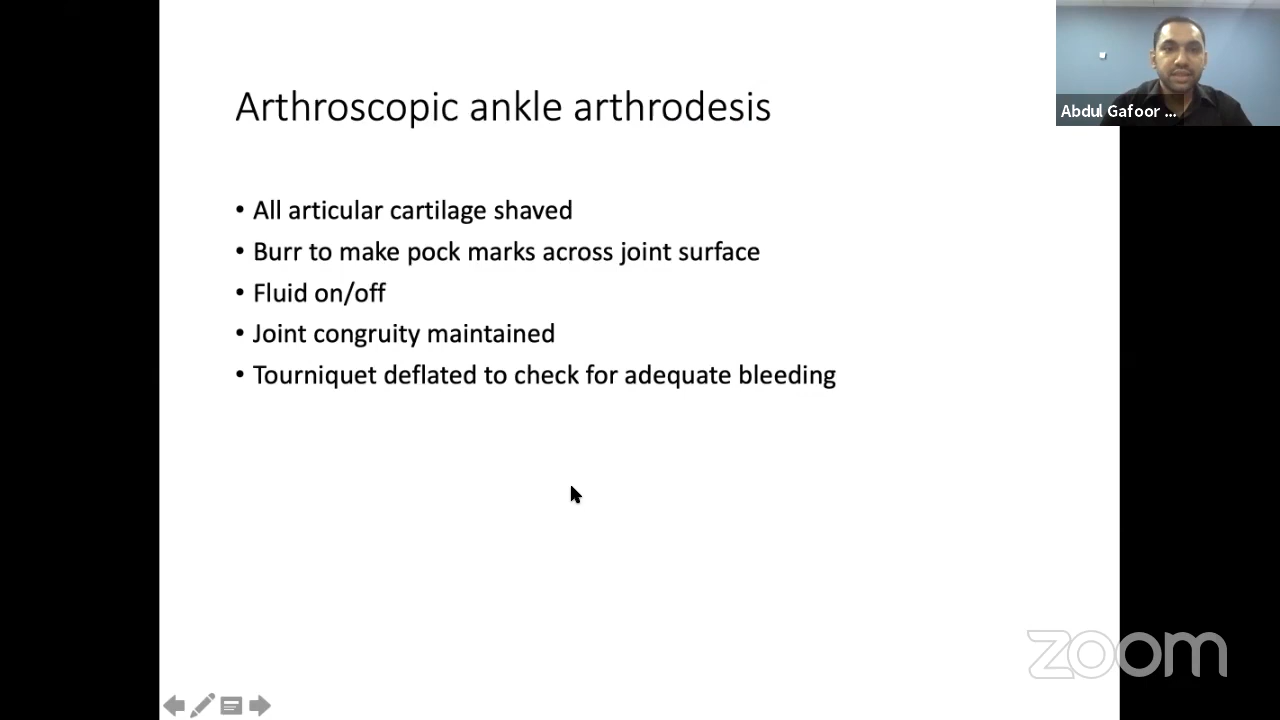 Arthroscopic ankle arthrodesis
Abdul Gafoor ...
• All articular cartilage shaved
• Burr to make pock marks across joint surface
• Fluid on/off
• Joint congruity maintained
• Tourniquet deflated to check for adequate bleeding
zoom